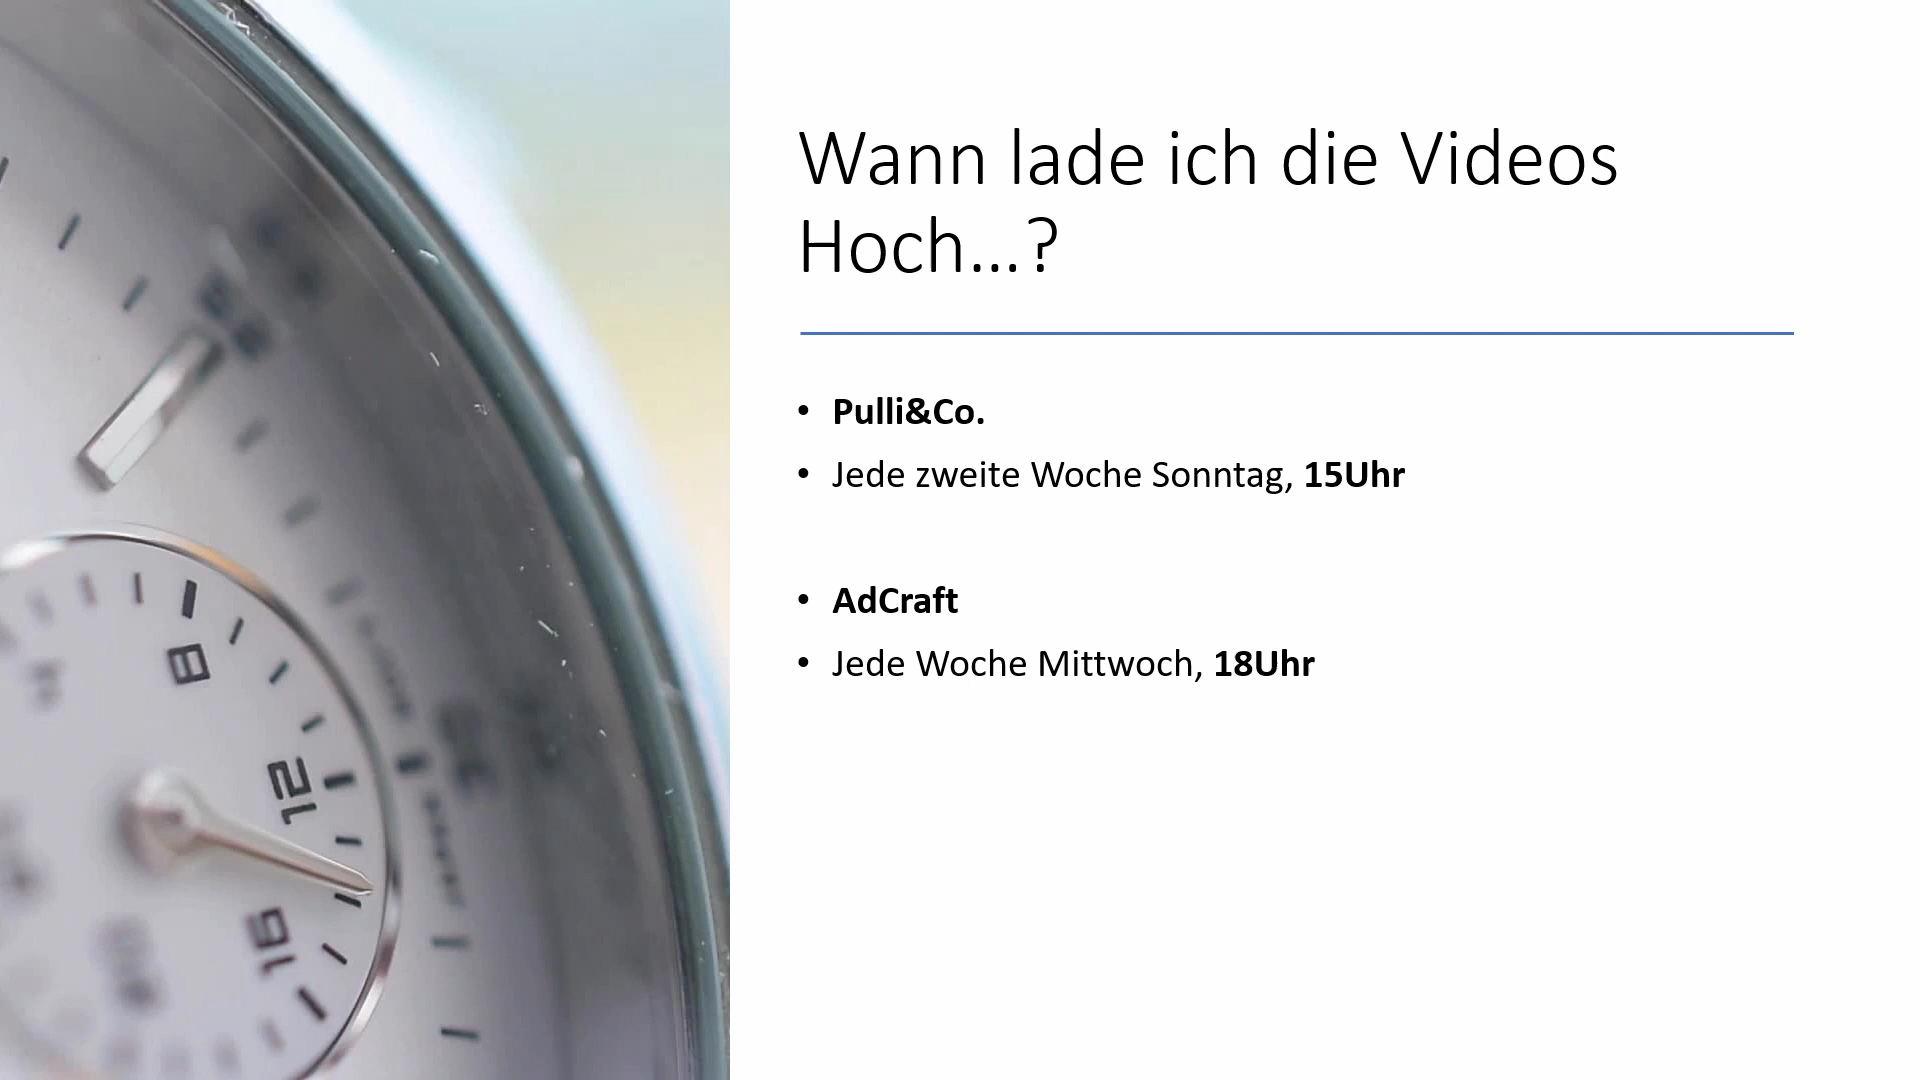 Wann lade ich die Videos
Hoch...?
• Pulli&Co.
• Jede zweite Woche Sonntag, 15Uhr
• AdCraft
• Jede Woche Mittwoch, 18Uhr
8
12
16